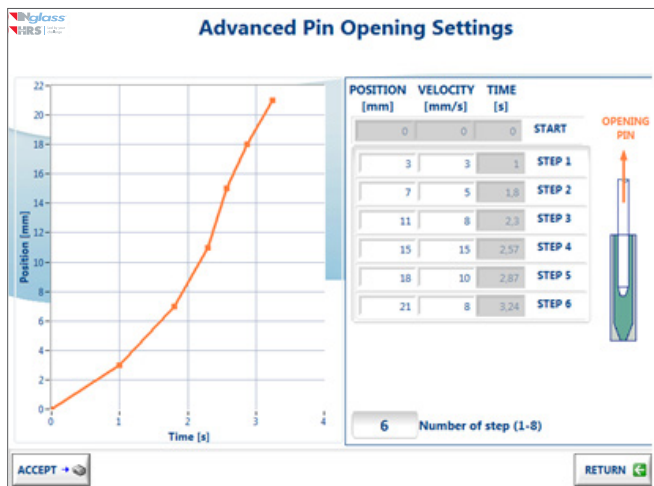 INglass
HRS
Advanced Pin Opening Settings
22
20
18
16
14
12
10
8
6
4
2
0
Position [mm]
0 1 2 3 4
Time [s]
POSITION VELOCITY TIME
[mm] [mm/s] [s]
0 0 0 START
3 3 1 STEP 1
7 5 1,8 STEP 2
11 8 2,3 STEP 3
15 15 2,57 STEP 4
18 10 2,87 STEP 5
21 8 3,24 STEP 6
OPENING
PIN
6 Number of step (1-8)
ACCEPT
RETURN